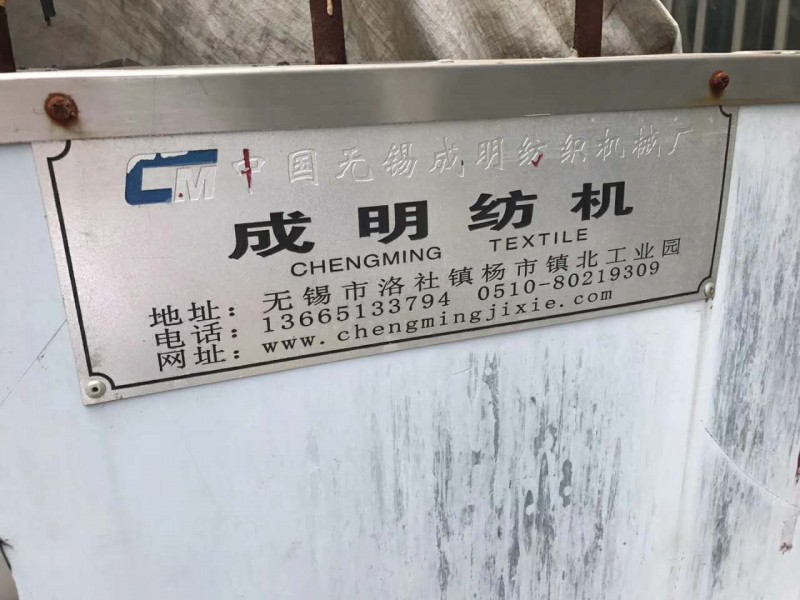 CM 中国无锡成明纺织机械厂
成明纺机
CHENGMING TEXTILE
地址：无锡市洛社镇杨市镇北工业园
电话：13665133794 0510-80219309
网址：www.chengmingjixie.com